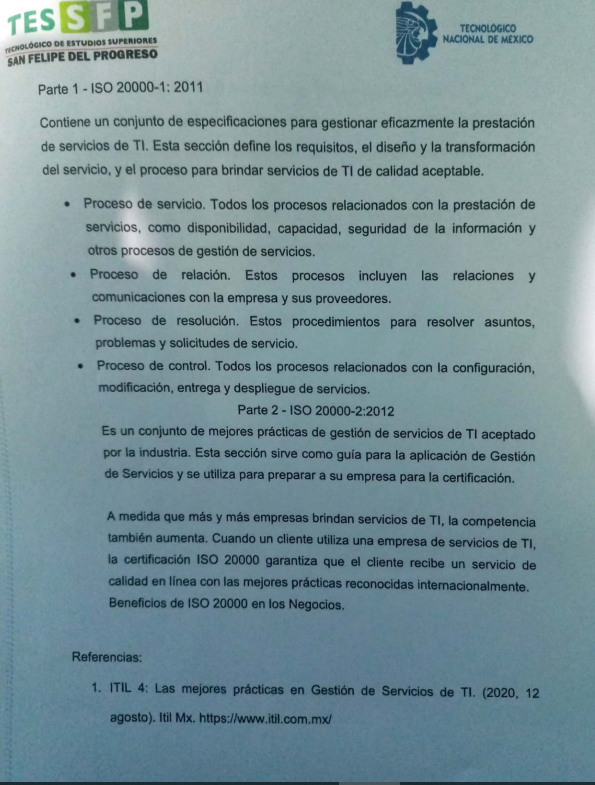 TESSFP
TECNOLÓGICO DE ESTUDIOS SUPERIORES
SAN FELIPE DEL PROGRESO
TECNOLÓGICO
NACIONAL DE MÉXICO
Parte 1 - ISO 20000-1: 2011
Contiene un conjunto de especificaciones para gestionar eficazmente la prestación
de servicios de TI. Esta sección define los requisitos, el diseño y la transformación
del servicio, y el proceso para brindar servicios de TI de calidad aceptable.
• Proceso de servicio. Todos los procesos relacionados con la prestación de
servicios, como disponibilidad, capacidad, seguridad de la información y
otros procesos de gestión de servicios.
• Proceso de relación. Estos procesos incluyen las relaciones y
comunicaciones con la empresa y sus proveedores.
• Proceso de resolución. Estos procedimientos para resolver asuntos,
problemas y solicitudes de servicio.
• Proceso de control. Todos los procesos relacionados con la configuración,
modificación, entrega y despliegue de servicios.
Parte 2 - ISO 20000-2:2012
Es un conjunto de mejores prácticas de gestión de servicios de TI aceptado
por la industria. Esta sección sirve como guía para la aplicación de Gestión
de Servicios y se utiliza para preparar a su empresa para la certificación.
A medida que más y más empresas brindan servicios de TI, la competencia
también aumenta. Cuando un cliente utiliza una empresa de servicios de TI,
la certificación ISO 20000 garantiza que el cliente recibe un servicio de
calidad en línea con las mejores prácticas reconocidas internacionalmente.
Beneficios de ISO 20000 en los Negocios.
Referencias:
1. ITIL 4: Las mejores prácticas en Gestión de Servicios de TI. (2020, 12
agosto). Itil Mx. https://www.itil.com.mx/